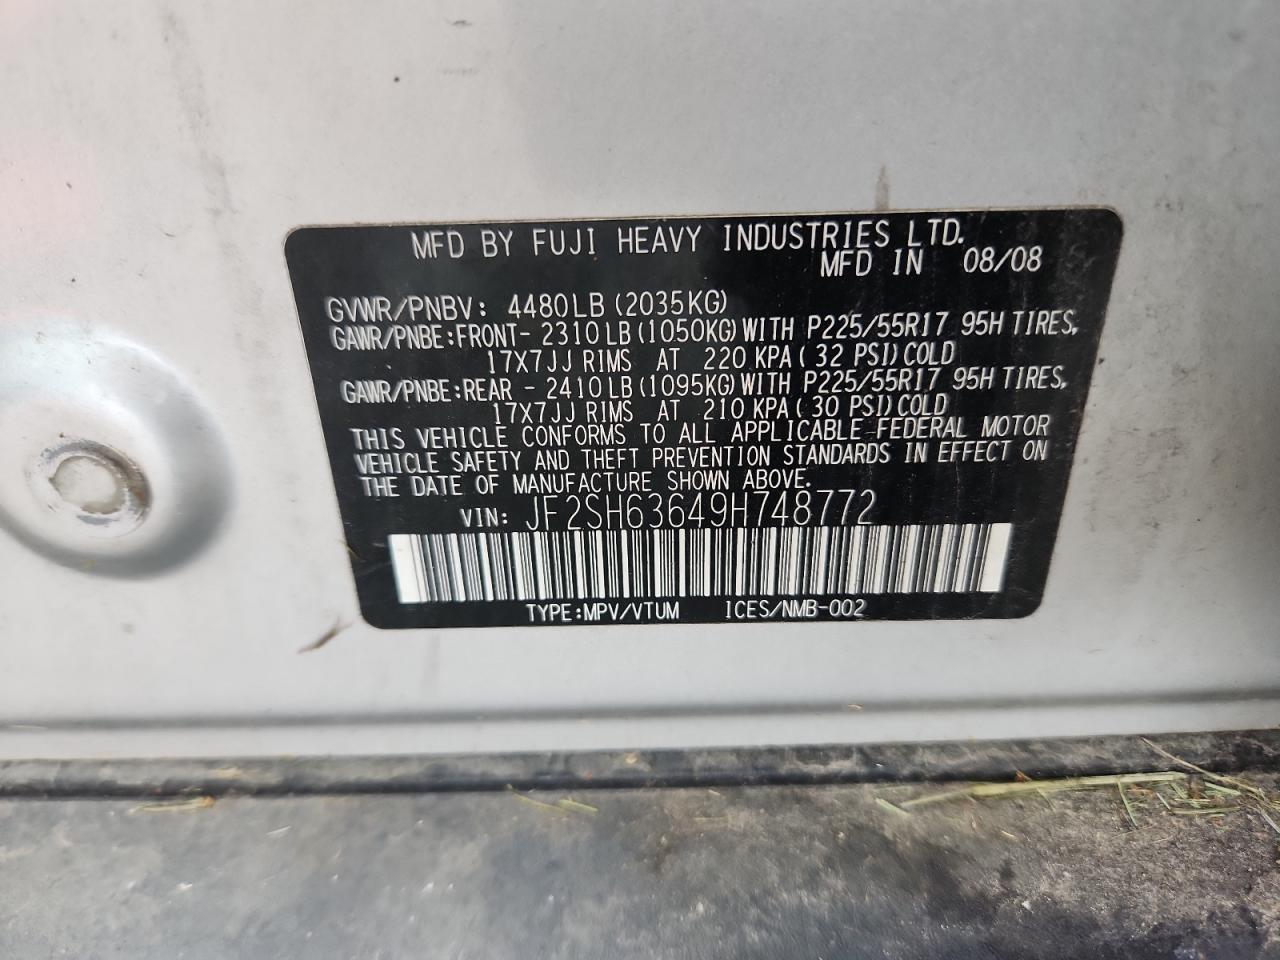 MFD BY FUJI HEAVY INDUSTRIES LTD.
MFD IN 08/08
GVWR/PNBV: 4480LB (2035KG)
GAWR/PNBE:FRONT- 2310LB (1050KG) WITH P225/55R17 95H TIRES,
17X7JJ RIMS AT 220 KPA ( 32 PSI) COLD
GAWR/PNBE:REAR - 2410LB (1095KG) WITH P225/55R17 95H TIRES,
17X7JJ RIMS AT 210 KPA ( 30 PSI) COLD
THIS VEHICLE CONFORMS TO ALL APPLICABLE FEDERAL MOTOR
VEHICLE SAFETY AND THEFT PREVENTION STANDARDS IN EFFECT ON
THE DATE OF MANUFACTURE SHOWN ABOVE.
VIN: JF2SH63649H748772
TYPE:MPV/VTUM ICES/NMB-002